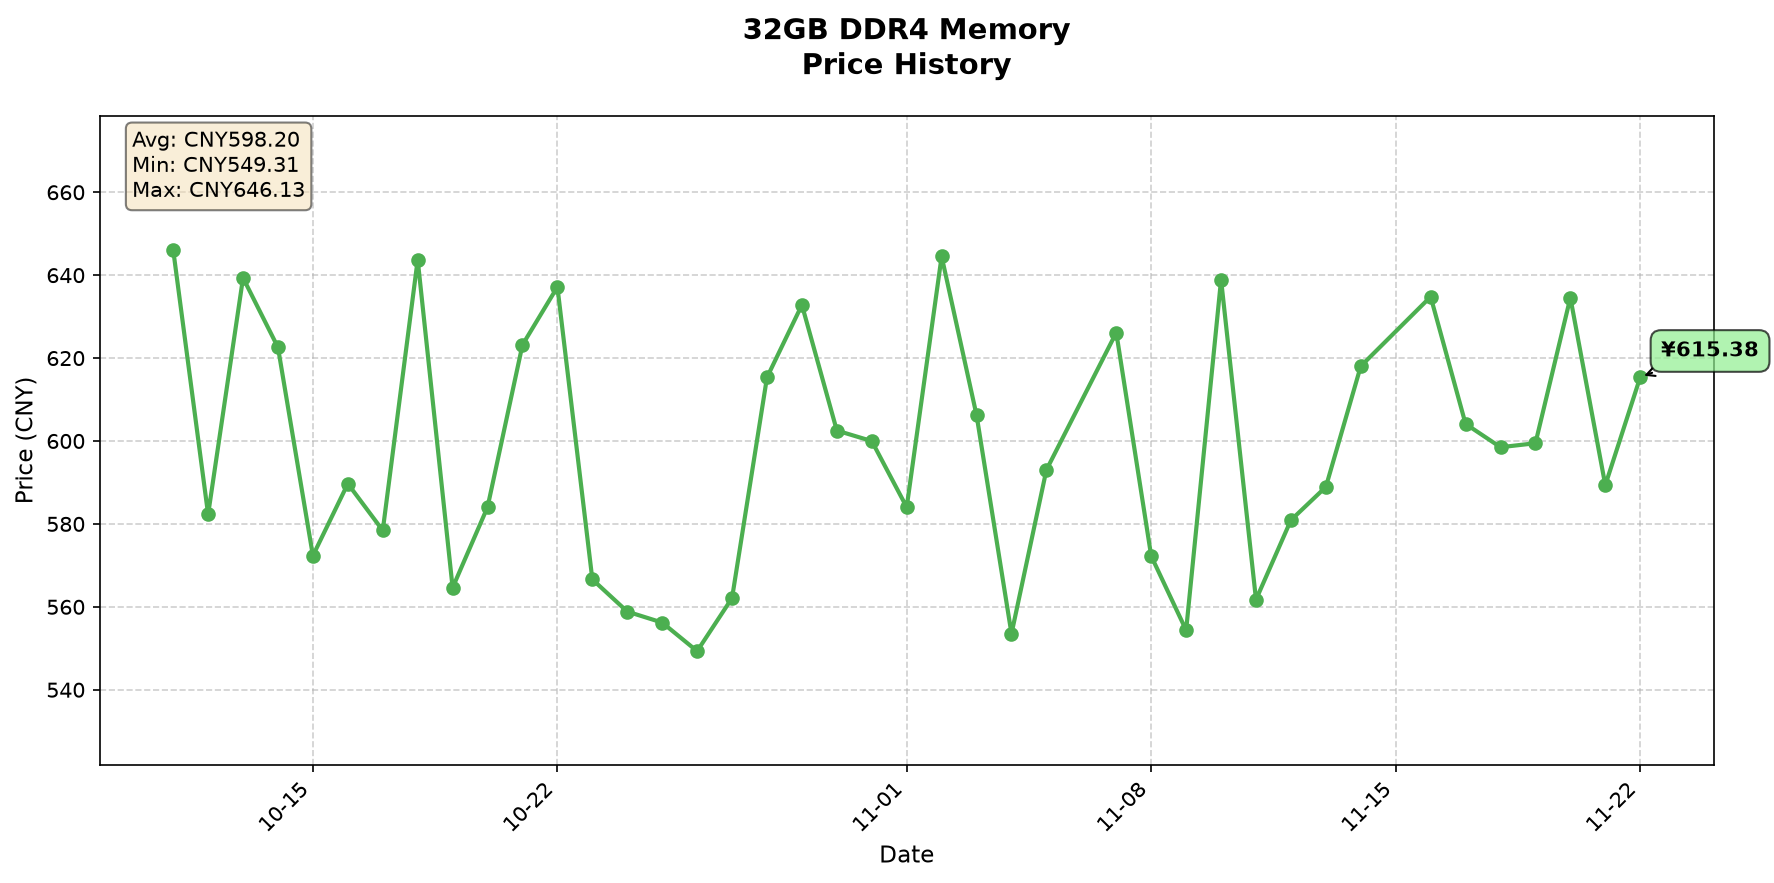 32GB DDR4 Memory
Price History
Avg: CNY598.20
Min: CNY549.31
Max: CNY646.13
660
640
620
600
580
560
540
Price (CNY)
¥615.38
10-15
10-22
11-01
11-08
11-15
11-22
Date